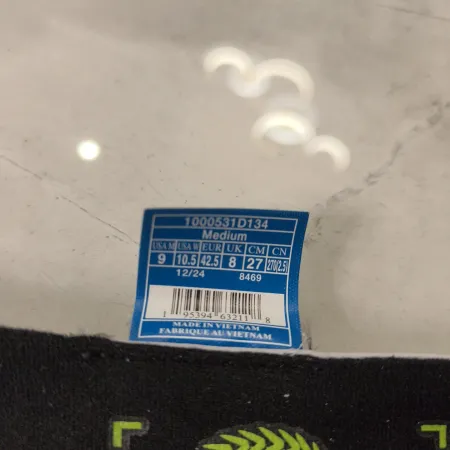 1000531D134
Medium
USA M USA W EUR UK CM CN
9 10.5 42.5 8 27 270(2.5)
12/24 8469
1 95394 63211 8
MADE IN VIETNAM
FABRIQUE AU VIETNAM